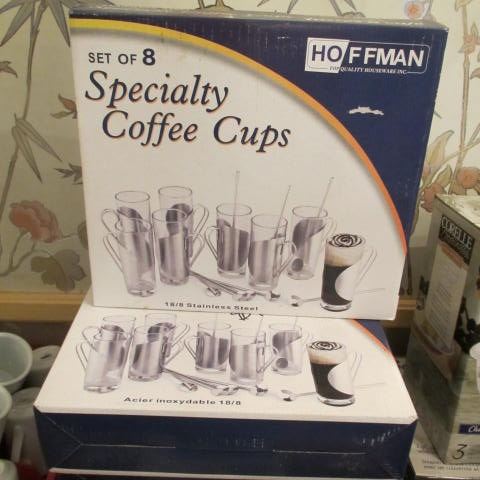 SET OF 8
HOFFMAN
TOP QUALITY HOUSEWARE INC.
Specialty
Coffee Cups
18/8 Stainless Steel
Acier inoxydable 18/8
CORELLE
3